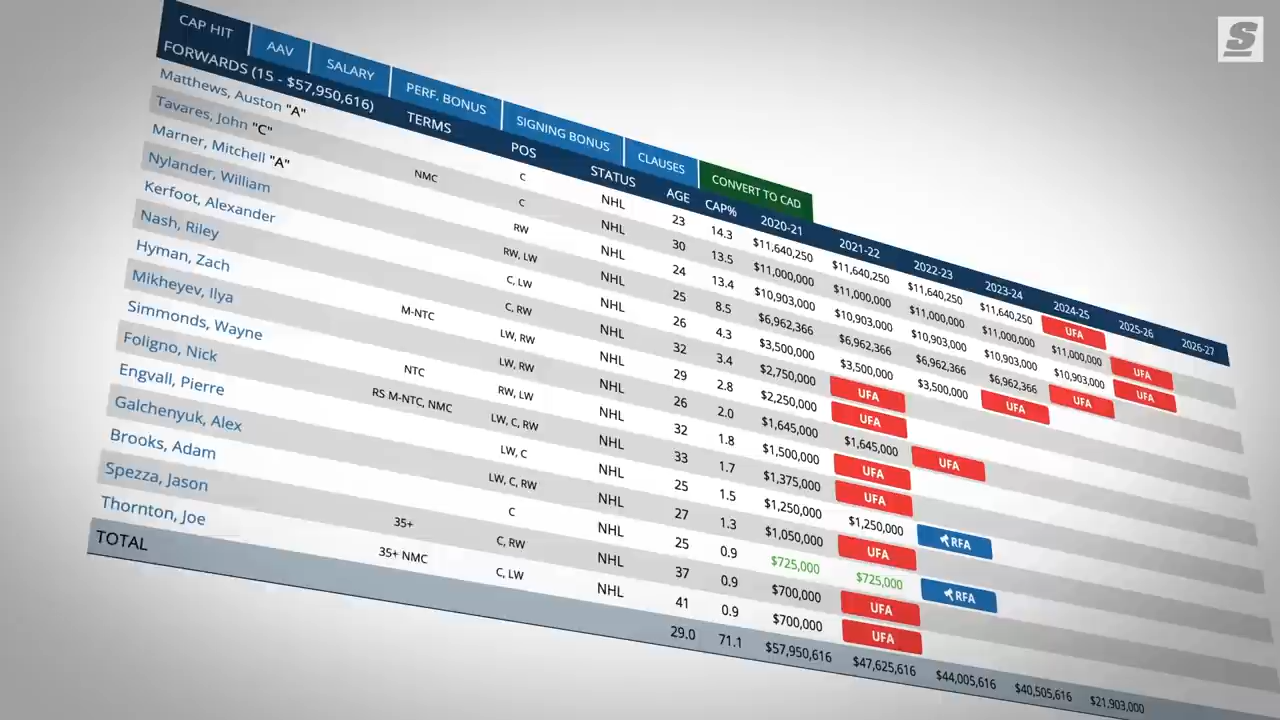 S
CAP HIT AAV SALARY PERF. BONUS SIGNING BONUS CLAUSES CONVERT TO CAD
FORWARDS (15 - $57,950,616) TERMS POS STATUS AGE CAP% 2020-21 2021-22 2022-23 2023-24 2024-25 2025-26 2026-27
Matthews, Auston "A" NMC C NHL 23 14.3 $11,640,250 $11,640,250 $11,640,250 $11,640,250 UFA
Tavares, John "C" C NHL 30 13.5 $11,000,000 $11,000,000 $11,000,000 $11,000,000 $11,000,000 UFA
Marner, Mitchell "A" RW NHL 24 13.4 $10,903,000 $10,903,000 $10,903,000 $10,903,000 $10,903,000 UFA
Nylander, William RW, LW NHL 25 8.5 $6,962,366 $6,962,366 $6,962,366 $6,962,366 UFA
Kerfoot, Alexander C, LW NHL 26 4.3 $3,500,000 $3,500,000 $3,500,000 UFA
Nash, Riley C, RW NHL 32 3.4 $2,750,000 UFA
Hyman, Zach M-NTC LW, RW NHL 29 2.8 $2,250,000 UFA
Mikheyev, Ilya LW, RW NHL 26 2.0 $1,645,000 $1,645,000 UFA
Simmonds, Wayne NTC RW, LW NHL 32 1.8 $1,500,000 UFA
Foligno, Nick RS M-NTC, NMC LW, C, RW NHL 33 1.7 $1,375,000 UFA
Engvall, Pierre LW, C NHL 25 1.5 $1,250,000 $1,250,000 RFA
Galchenyuk, Alex LW, C, RW NHL 27 1.3 $1,050,000 UFA
Brooks, Adam C NHL 25 0.9 $725,000 $725,000 RFA
Spezza, Jason 35+ C, RW NHL 37 0.9 $700,000 UFA
Thornton, Joe 35+ NMC C, LW NHL 41 0.9 $700,000 UFA
TOTAL 29.0 71.1 $57,950,616 $47,625,616 $44,005,616 $40,505,616 $21,903,000